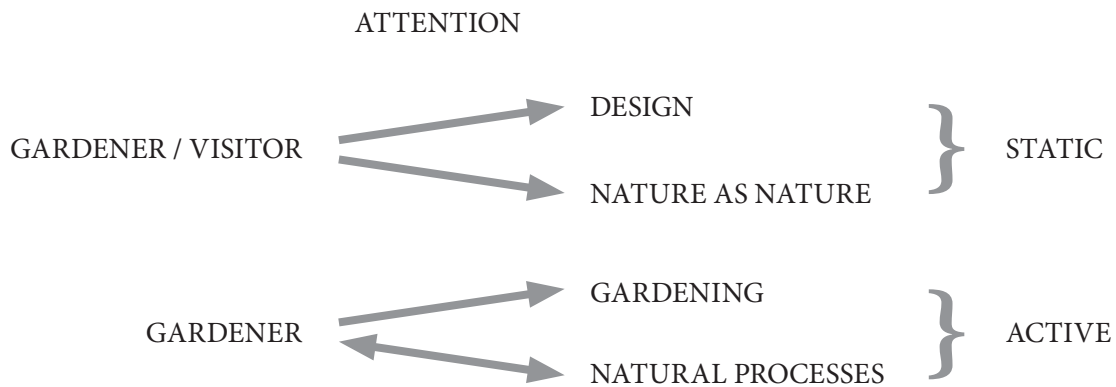 ATTENTION
DESIGN
GARDENER / VISITOR
STATIC
NATURE AS NATURE
GARDENING
GARDENER
ACTIVE
NATURAL PROCESSES